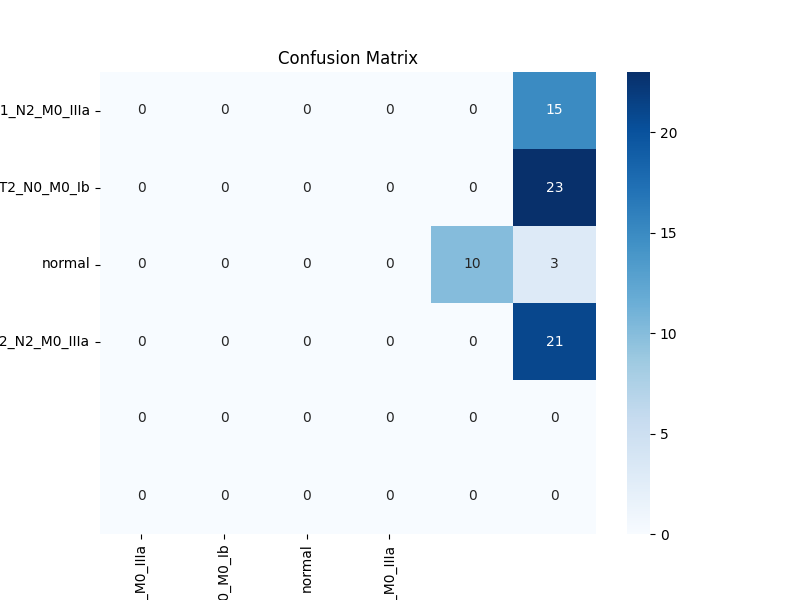 Confusion Matrix
1_N2_M0_IIIa 0 0 0 0 0 15
T2_N0_M0_Ib 0 0 0 0 0 23
normal 0 0 0 0 10 3
2_N2_M0_IIIa 0 0 0 0 0 21
0 0 0 0 0 0
0 0 0 0 0 0
_M0_IIIa
0_M0_Ib
normal
_M0_IIIa
20
15
10
5
0